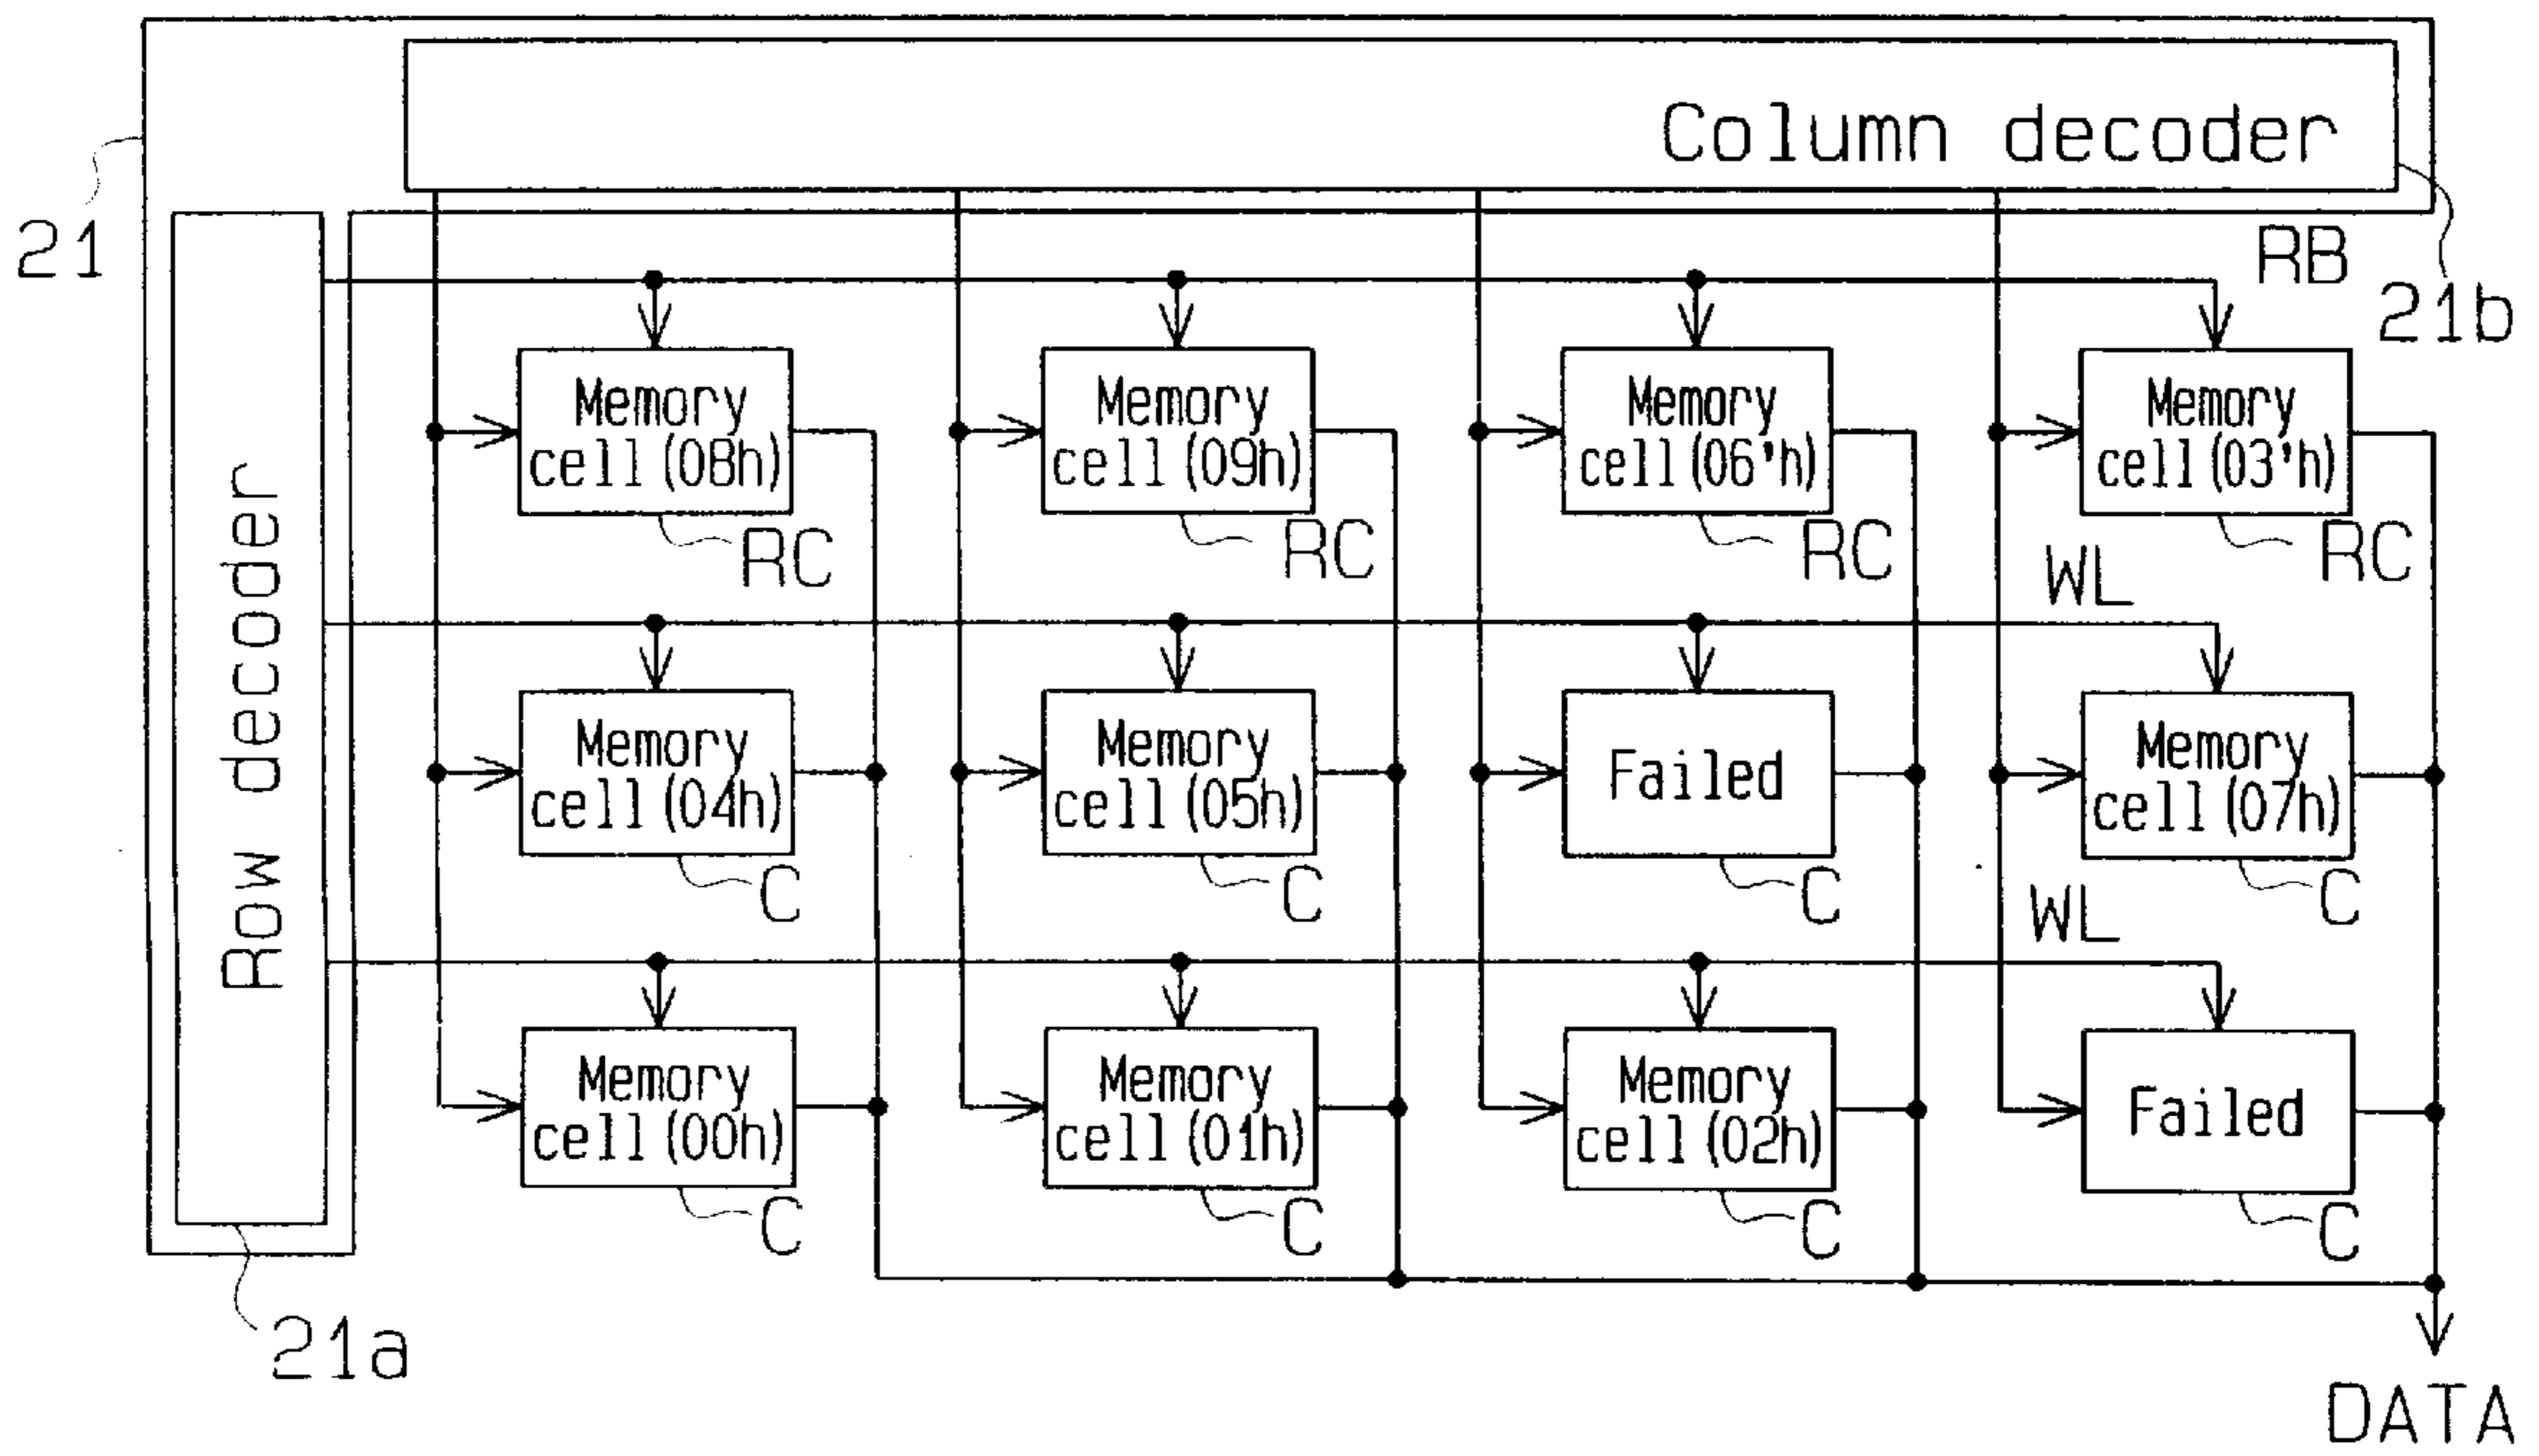 Column decoder
21
RB
21b
Row decoder
Memory
cell(08h)
Memory
cell(09h)
Memory
cell(06'h)
Memory
cell(03'h)
RC
RC
RC
RC
WL
Memory
cell(04h)
Memory
cell(05h)
Failed
Memory
cell(07h)
C
C
C
C
WL
Memory
cell(00h)
Memory
cell(01h)
Memory
cell(02h)
Failed
C
C
C
C
21a
DATA